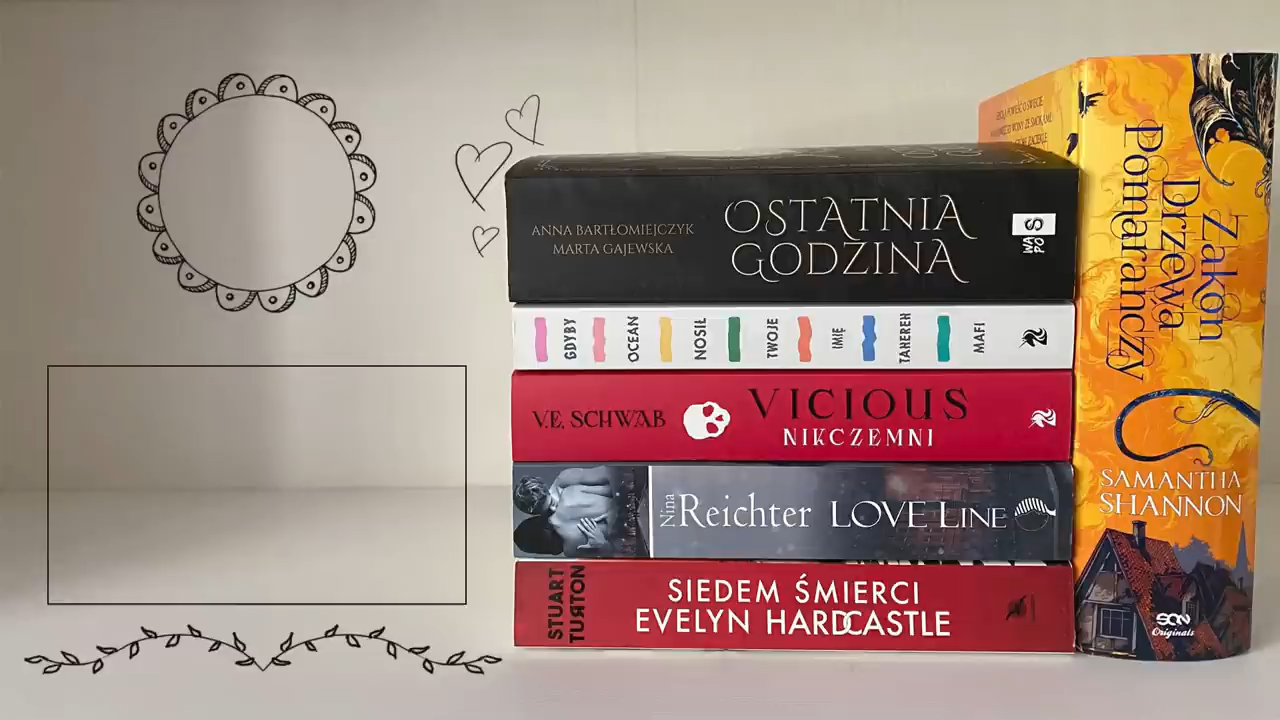 ANNA BARTŁOMIEJCZYK
MARTA GAJEWSKA
OSTATNIA
GODZINA
GDYBY
OCEAN
NOSIŁ
TWOJE
IMIĘ
TAHEREH
MAFI
V.E. SCHWAB
VICIOUS
NIKCZEMNI
Nina
Reichter
LOVE LINE
STUART
TURTON
SIEDEM ŚMIERCI
EVELYN HARDCASTLE
Zakon
Drzewa
Pomarańczy
SAMANTHA
SHANNON
SQN
Originals